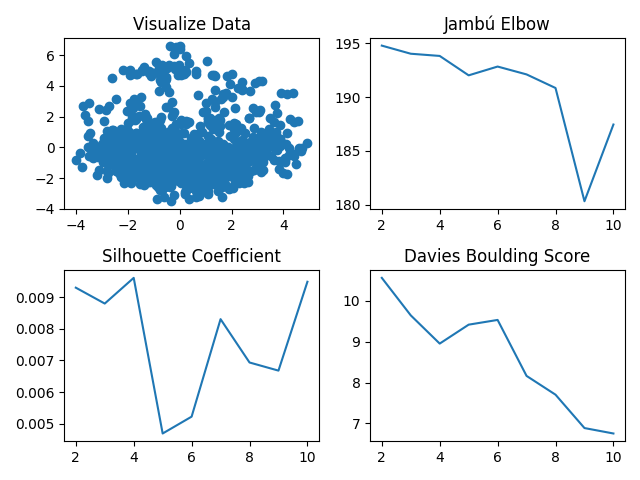 Visualize Data
6
4
2
0
−2
−4
−4 −2 0 2 4
Jambú Elbow
195
190
185
180
2 4 6 8 10
Silhouette Coefficient
0.009
0.008
0.007
0.006
0.005
2 4 6 8 10
Davies Boulding Score
10
9
8
7
2 4 6 8 10